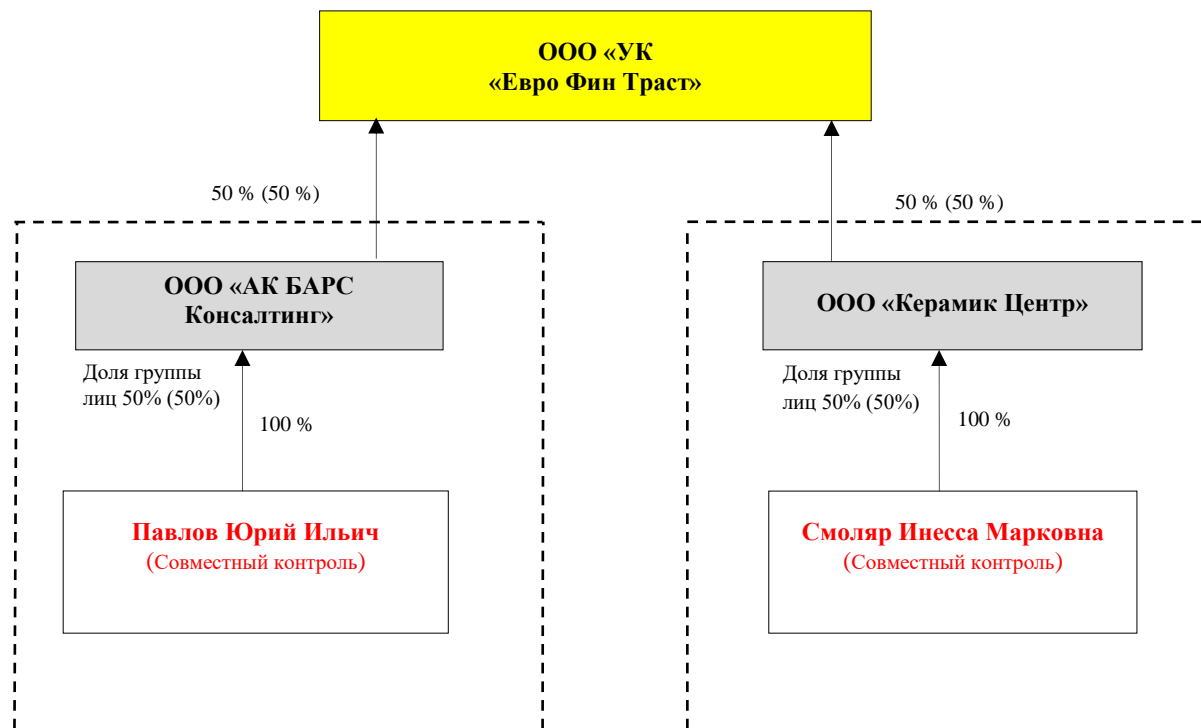 ООО «УК
«Евро Фин Траст»
50 % (50 %)
50 % (50 %)
ООО «АК БАРС
Консалтинг»
ООО «Керамик Центр»
Доля группы
лиц 50% (50%)
100 %
Доля группы
лиц 50% (50%)
100 %
Павлов Юрий Ильич
(Совместный контроль)
Смоляр Инесса Марковна
(Совместный контроль)